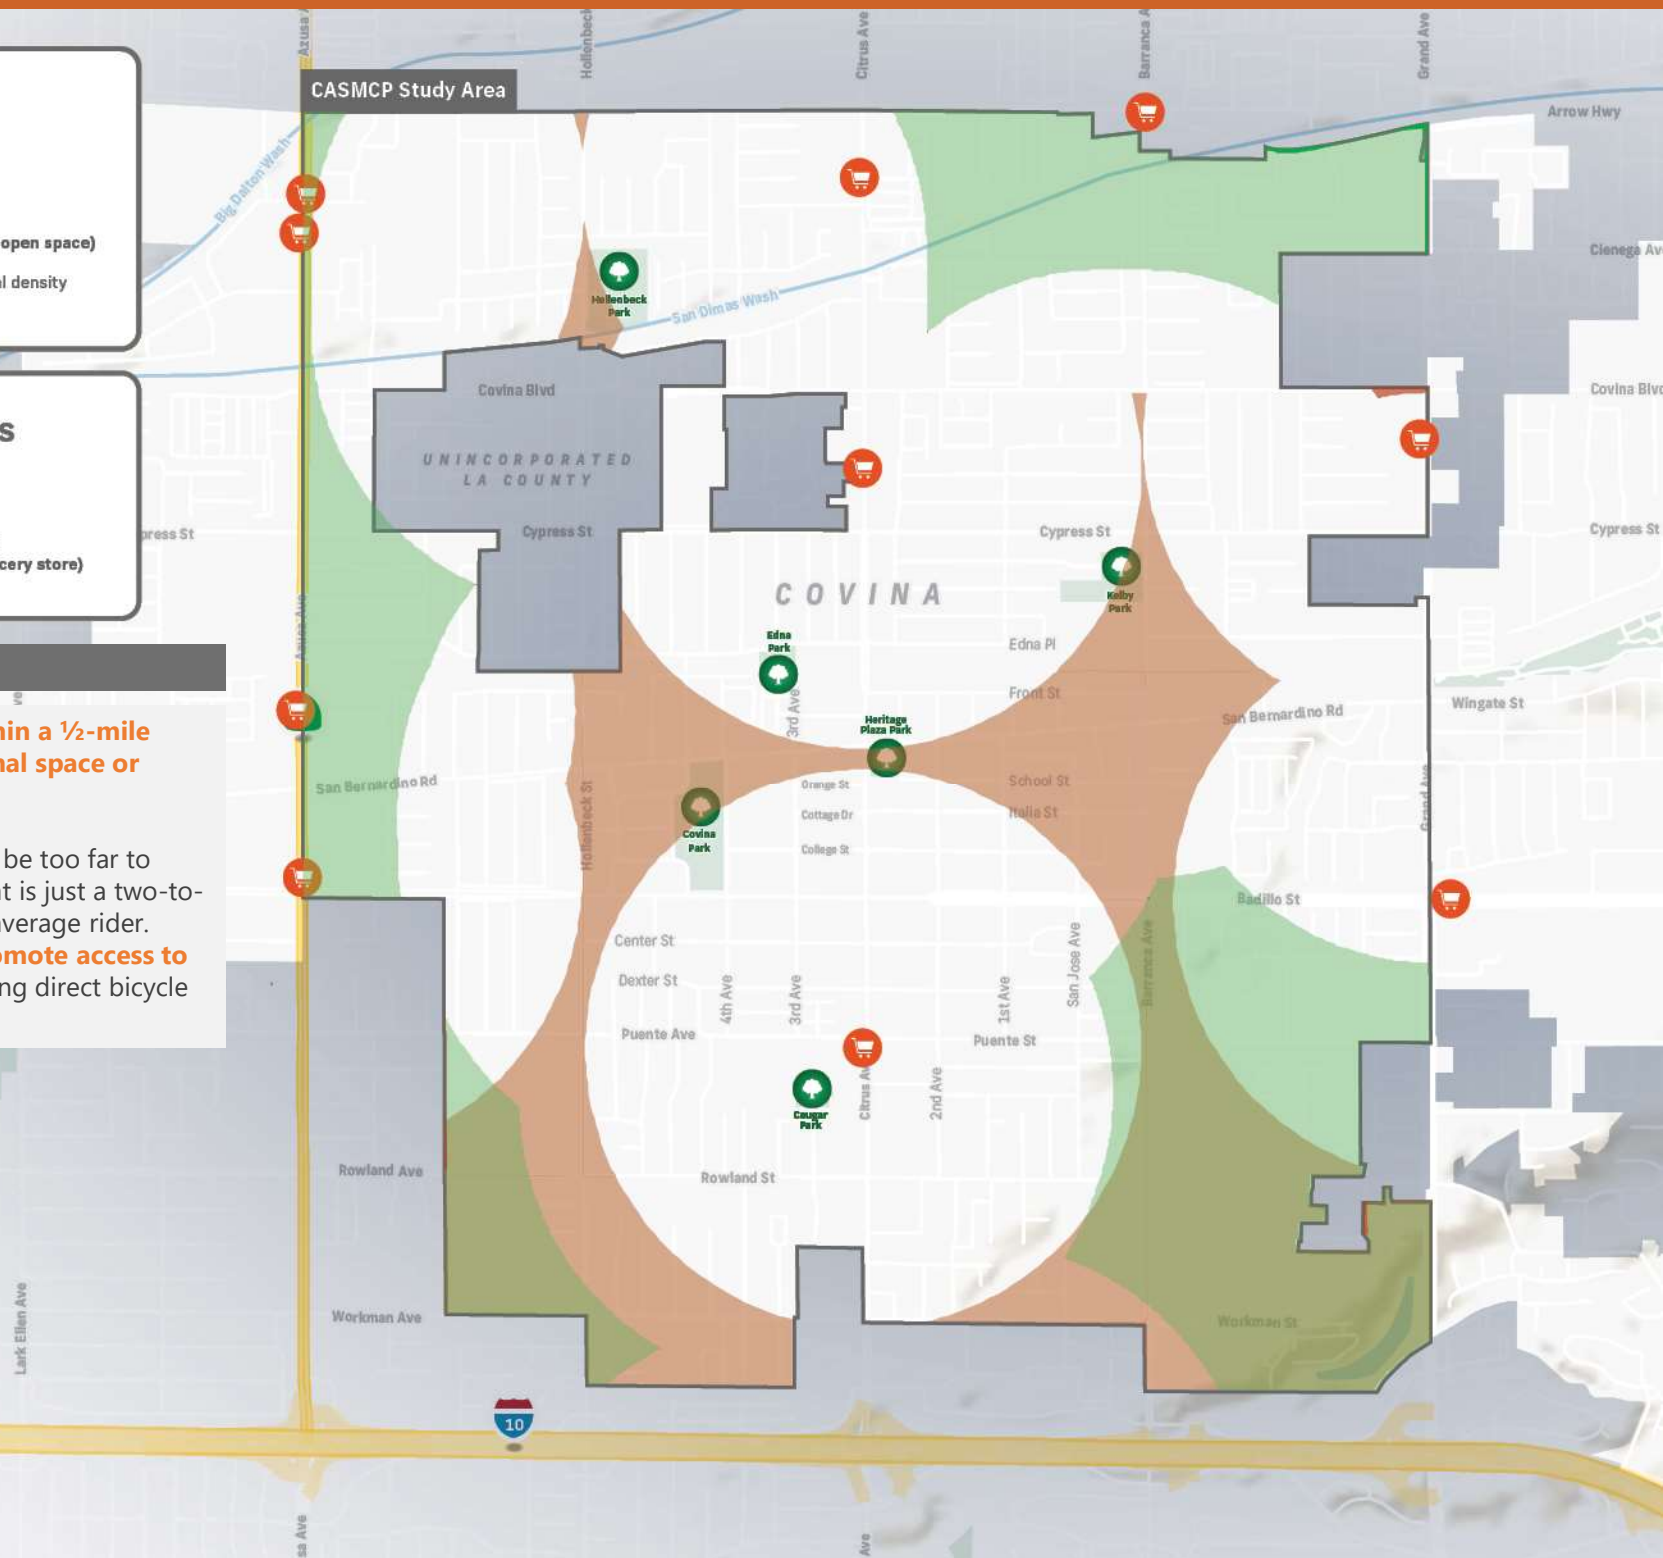 CASMCP Study Area
Hollenbeck
Citrus Ave
Barranca A
Grand Ave
Arrow Hwy
Big Dalton Wash
open space)
l density
Clenega Av
Hollenbeck
Park
San Dimas Wash
Covina Blvd
Covina Blvd
S
UNINCORPORATED
LA COUNTY
press St
Cypress St
Cypress St
Cypress St
cery store)
COVINA
Kelby
Park
Azusa Ave
Edna
Park
Edna Pl
Front St
3rd Ave
San Bernardino Rd
Wingate St
Heritage
Plaza Park
hin a ½-mile
nal space or
San Bernardino Rd
Hollenbeck St
Orange St
School St
Cottage Dr
Italia St
Grand Ave
Covina
Park
College St
be too far to
t is just a two-to-
average rider.
omote access to
ng direct bicycle
Badillo St
Center St
Dexter St
4th Ave
3rd Ave
1st Ave
San Jose Ave
Barranca Ave
Puente Ave
Puente St
Citrus Av
2nd Ave
Cougar
Park
Rowland Ave
Rowland St
Workman Ave
Workman St
Lark Ellen Ave
10
sa Ave
Ave